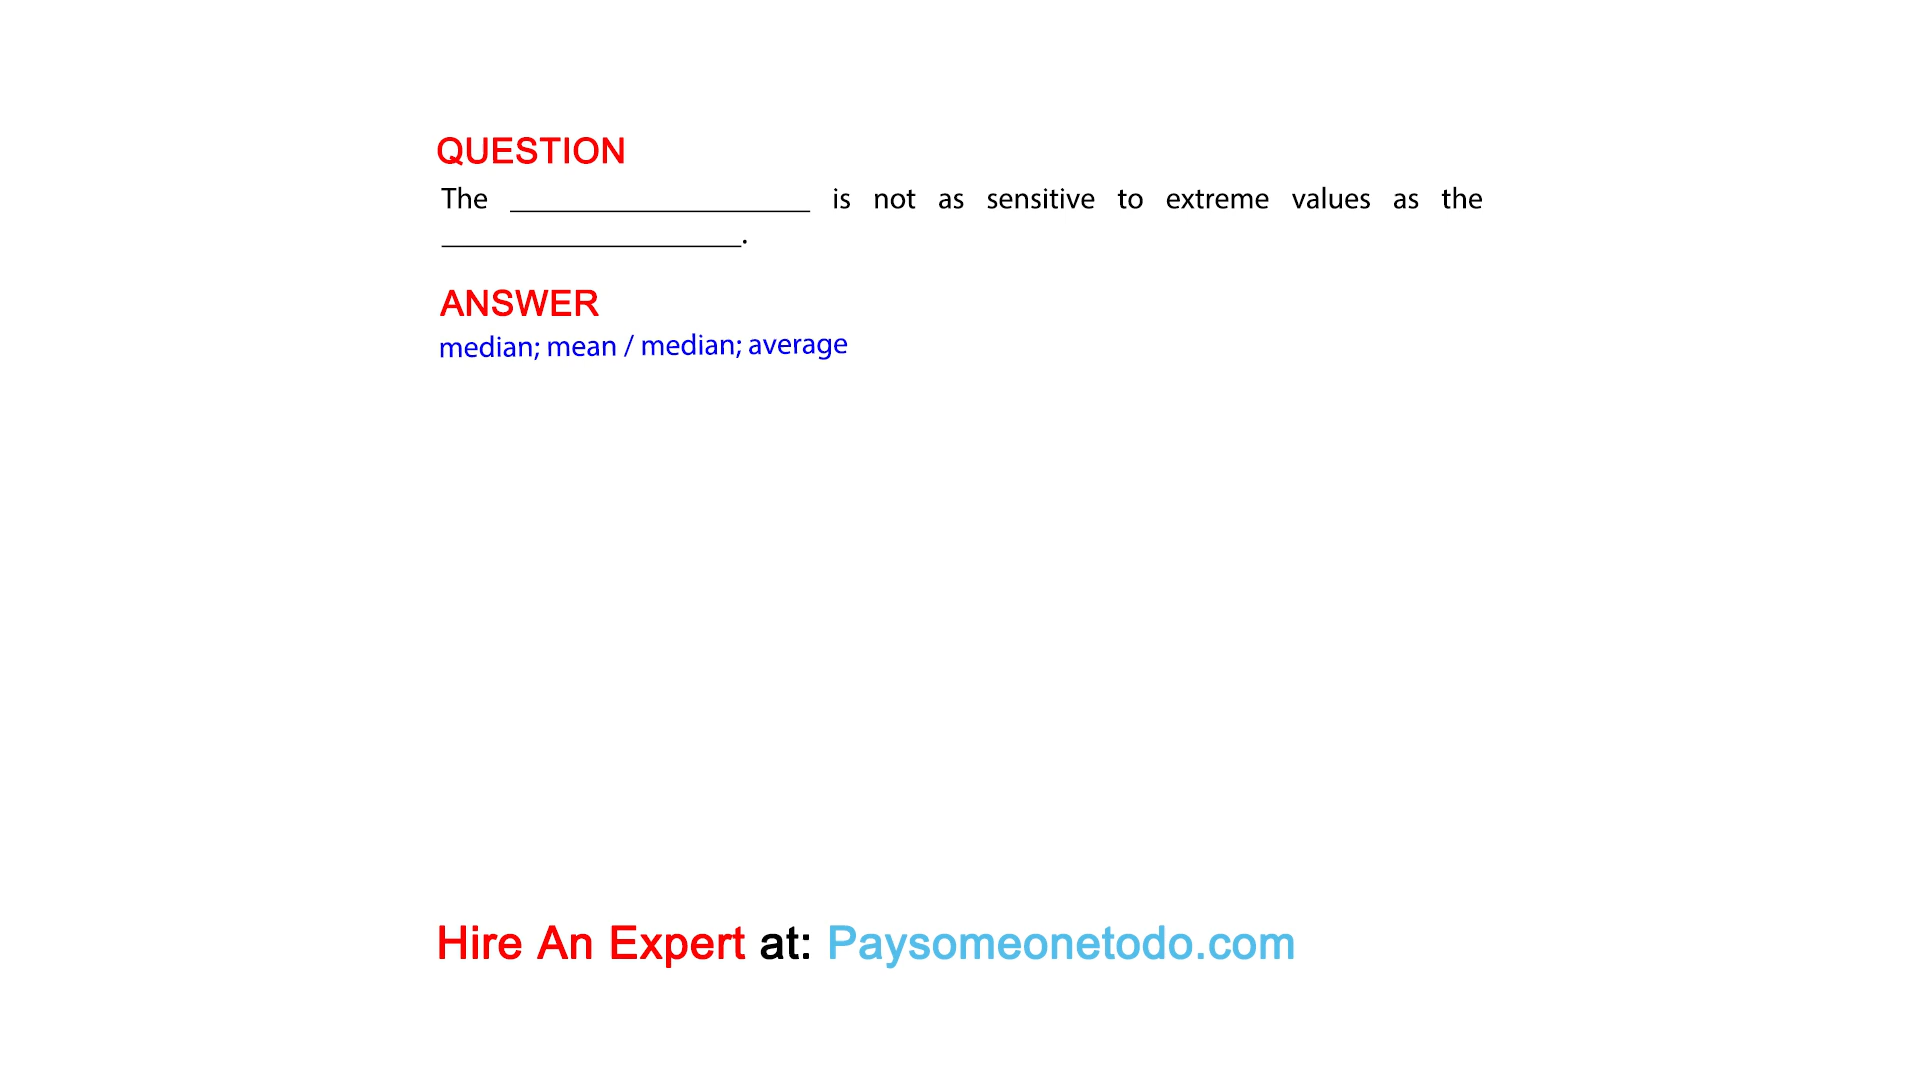 QUESTION
The ____________________ is not as sensitive to extreme values as the
____________________.
ANSWER
median; mean / median; average
Hire An Expert at: Paysomeonetodo.com